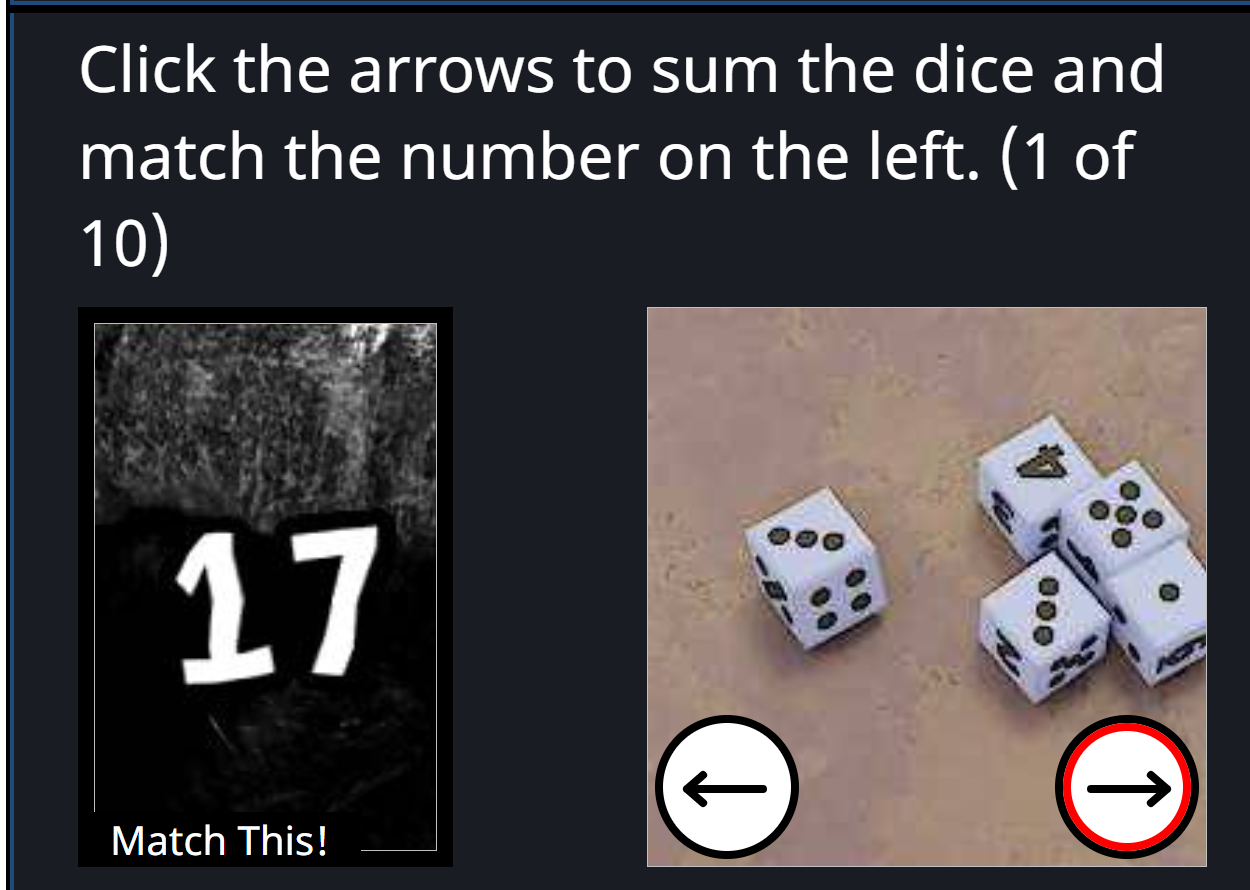 Click the arrows to sum the dice and
match the number on the left. (1 of
10)
17
4
Match This!